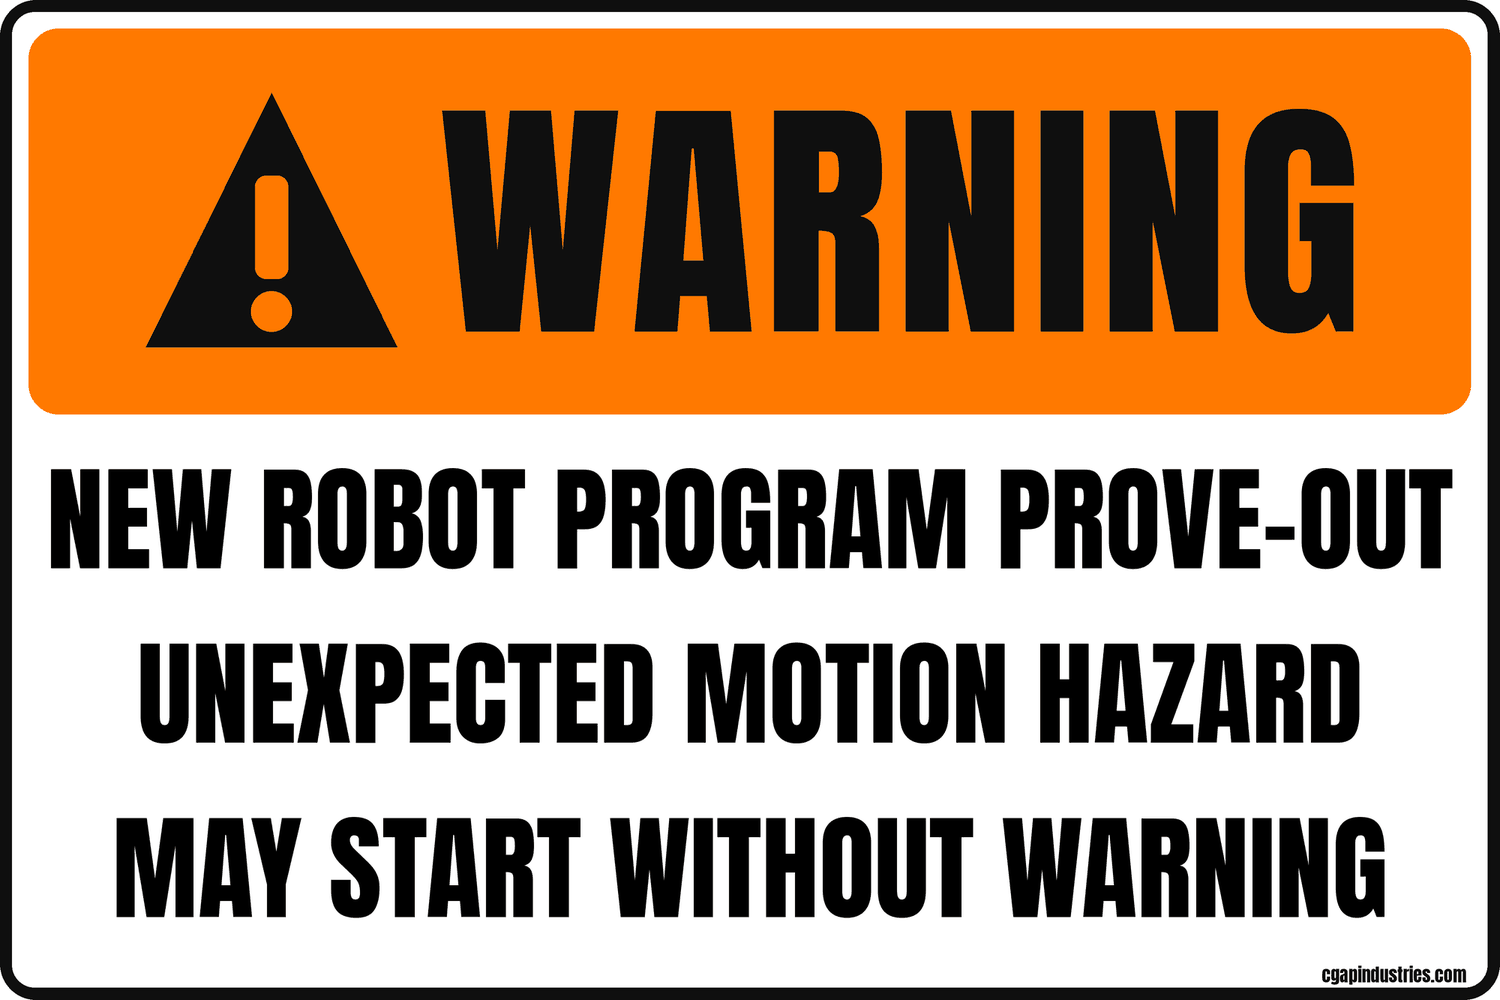 WARNING
NEW ROBOT PROGRAM PROVE-OUT
UNEXPECTED MOTION HAZARD
MAY START WITHOUT WARNING
cgapindustries.com